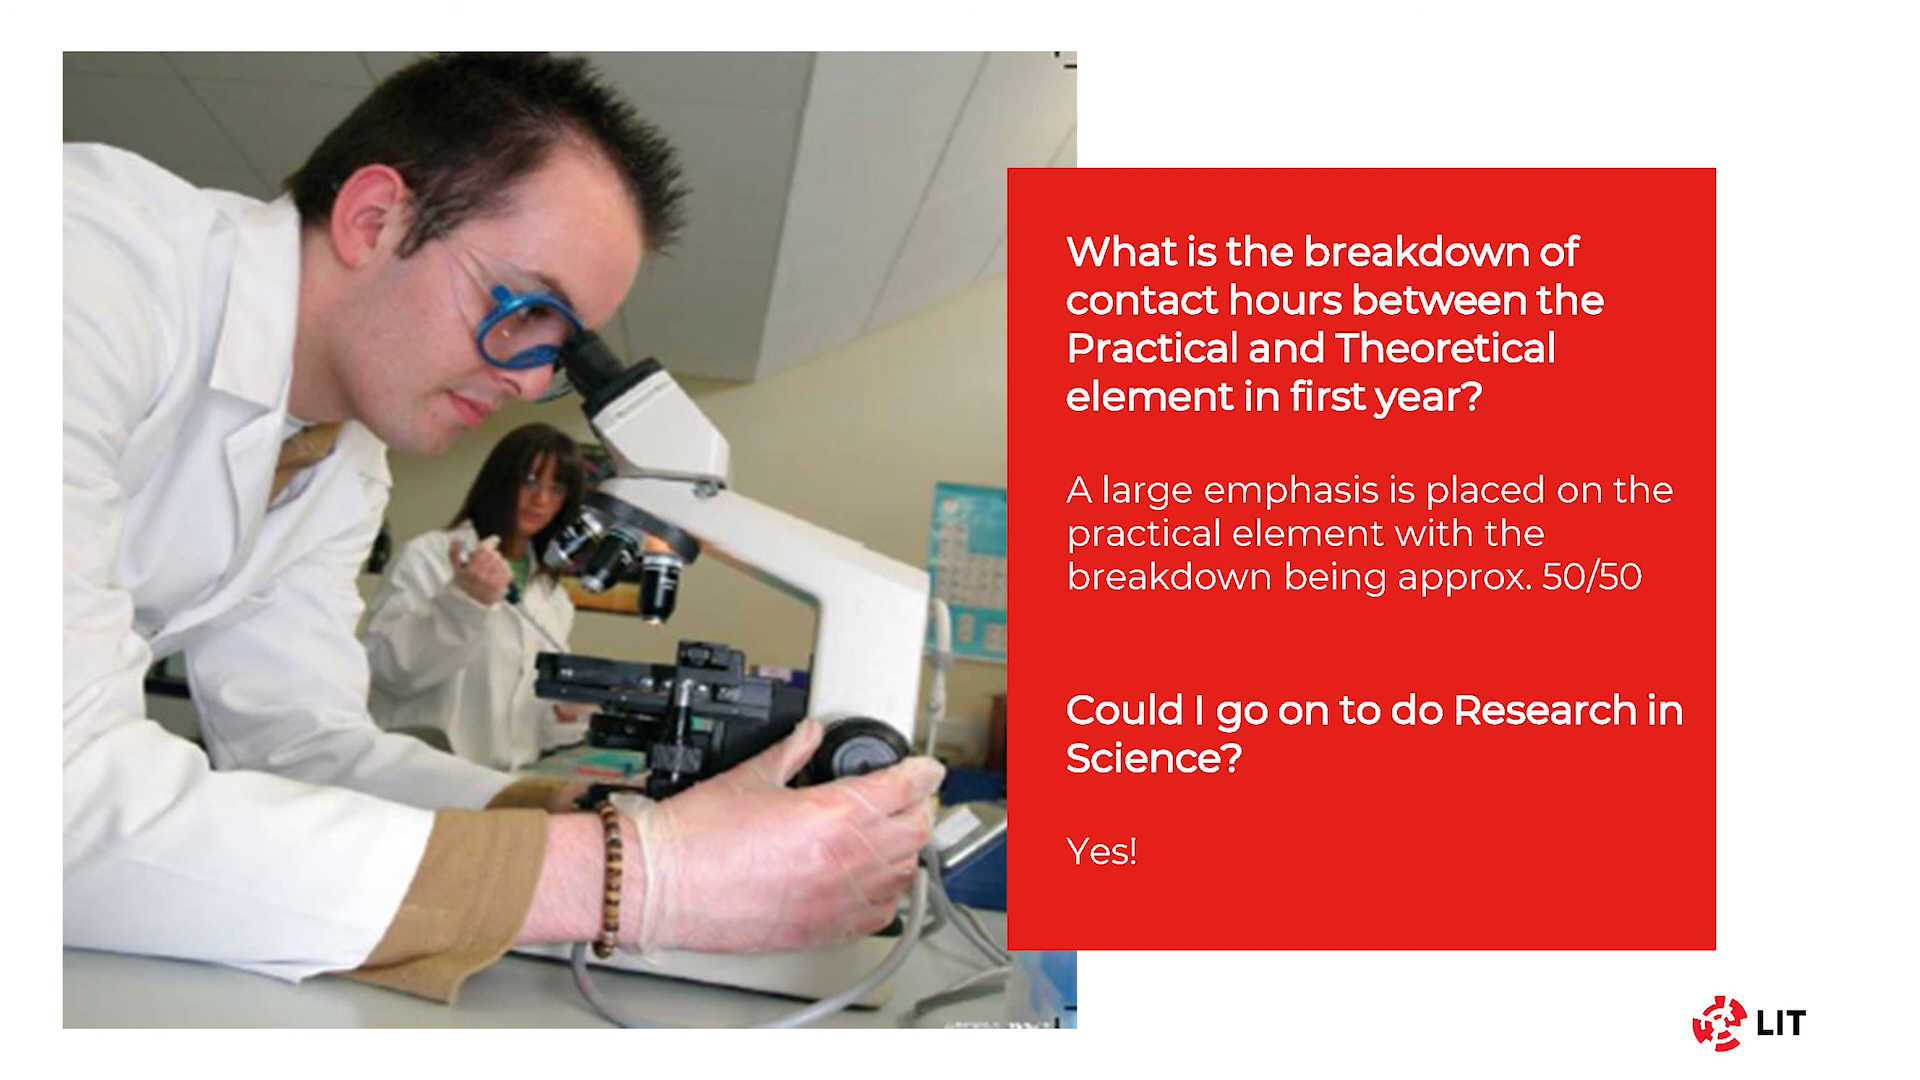 What is the breakdown of
contact hours between the
Practical and Theoretical
element in first year?
A large emphasis is placed on the
practical element with the
breakdown being approx. 50/50
Could I go on to do Research in
Science?
Yes!
LIT